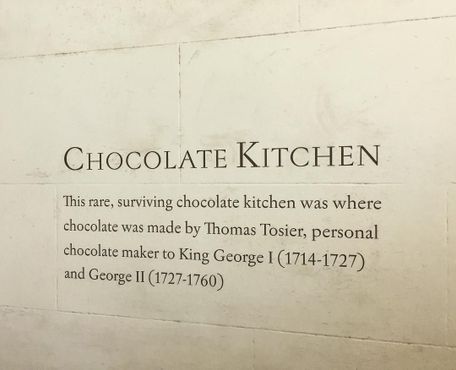 CHOCOLATE KITCHEN
This rare, surviving chocolate kitchen was where
chocolate was made by Thomas Tosier, personal
chocolate maker to King George I (1714-1727)
and George II (1727-1760)